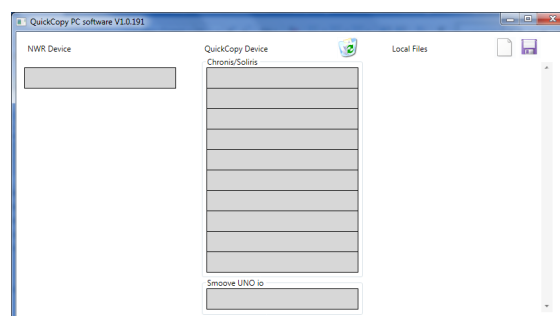 QuickCopy PC software V1.0.191
NWR Device
QuickCopy Device
Local Files
Chronis/Soliris
Smoove UNO io